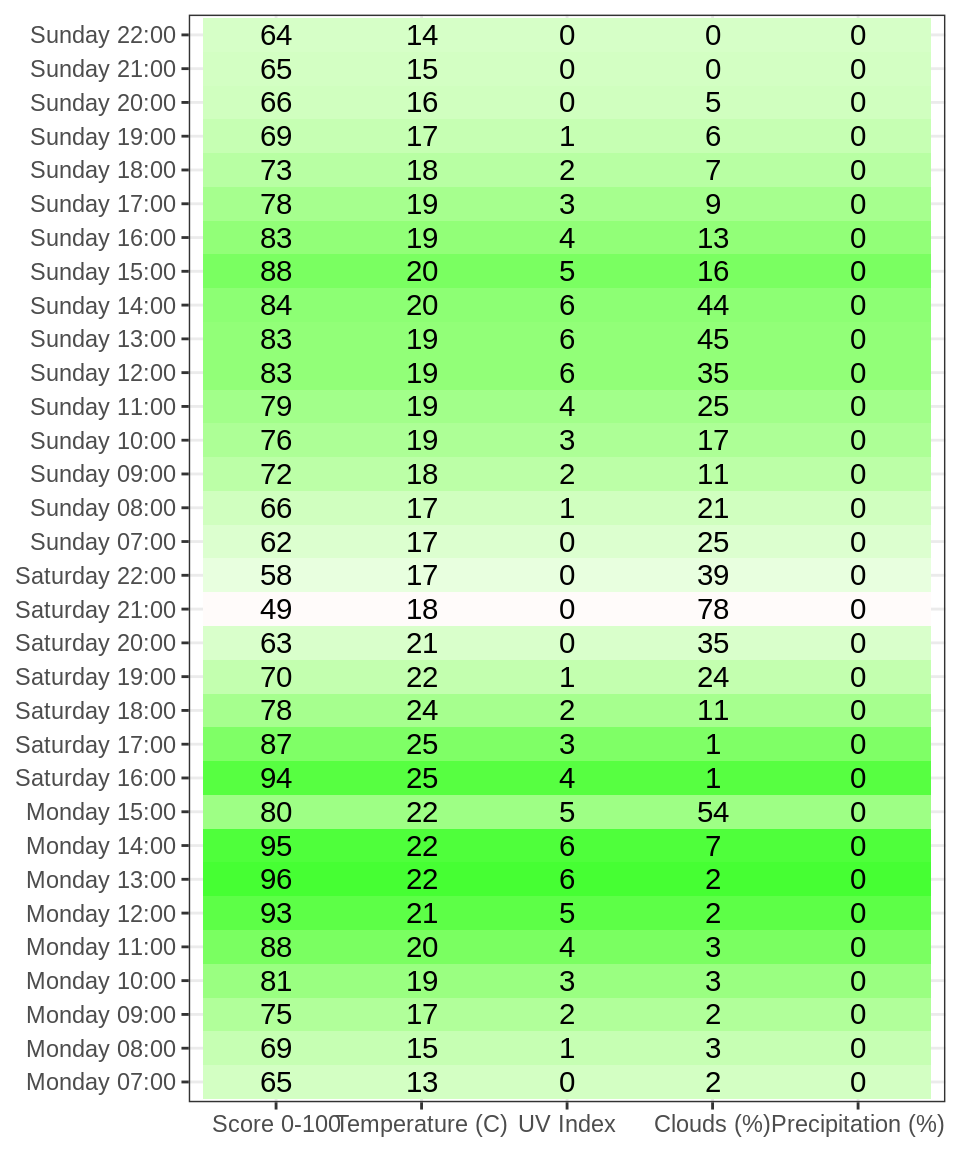 Sunday 22:00 64 14 0 0 0
Sunday 21:00 65 15 0 0 0
Sunday 20:00 66 16 0 5 0
Sunday 19:00 69 17 1 6 0
Sunday 18:00 73 18 2 7 0
Sunday 17:00 78 19 3 9 0
Sunday 16:00 83 19 4 13 0
Sunday 15:00 88 20 5 16 0
Sunday 14:00 84 20 6 44 0
Sunday 13:00 83 19 6 45 0
Sunday 12:00 83 19 6 35 0
Sunday 11:00 79 19 4 25 0
Sunday 10:00 76 19 3 17 0
Sunday 09:00 72 18 2 11 0
Sunday 08:00 66 17 1 21 0
Sunday 07:00 62 17 0 25 0
Saturday 22:00 58 17 0 39 0
Saturday 21:00 49 18 0 78 0
Saturday 20:00 63 21 0 35 0
Saturday 19:00 70 22 1 24 0
Saturday 18:00 78 24 2 11 0
Saturday 17:00 87 25 3 1 0
Saturday 16:00 94 25 4 1 0
Monday 15:00 80 22 5 54 0
Monday 14:00 95 22 6 7 0
Monday 13:00 96 22 6 2 0
Monday 12:00 93 21 5 2 0
Monday 11:00 88 20 4 3 0
Monday 10:00 81 19 3 3 0
Monday 09:00 75 17 2 2 0
Monday 08:00 69 15 1 3 0
Monday 07:00 65 13 0 2 0
Score 0-100 Temperature (C) UV Index Clouds (%) Precipitation (%)